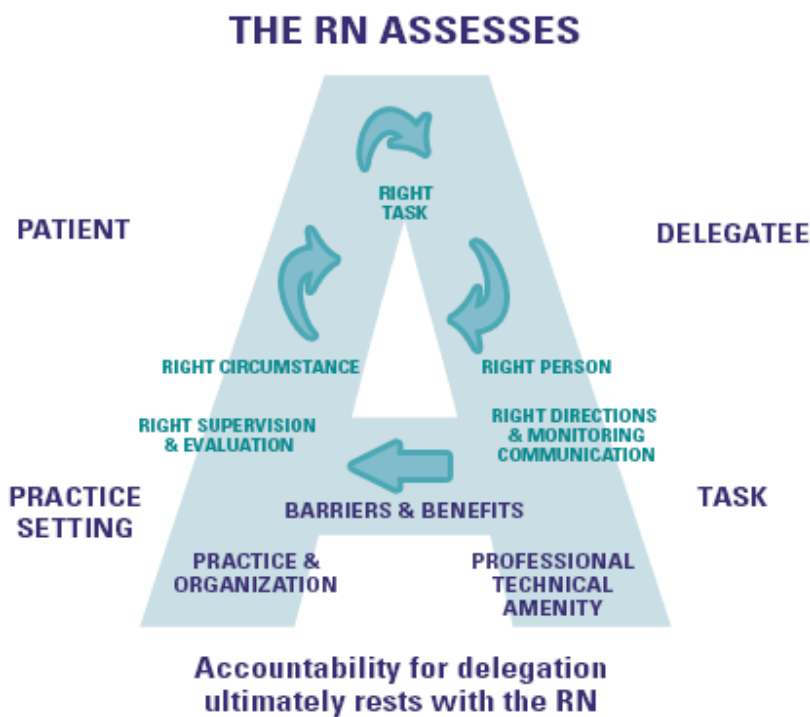 THE RN ASSESSES
RIGHT
TASK
PATIENT
DELEGATEE
RIGHT CIRCUMSTANCE
RIGHT PERSON
RIGHT SUPERVISION
& EVALUATION
RIGHT DIRECTIONS
& MONITORING
COMMUNICATION
PRACTICE
SETTING
TASK
BARRIERS & BENEFITS
PRACTICE &
ORGANIZATION
PROFESSIONAL
TECHNICAL
AMENITY
Accountability for delegation
ultimately rests with the RN